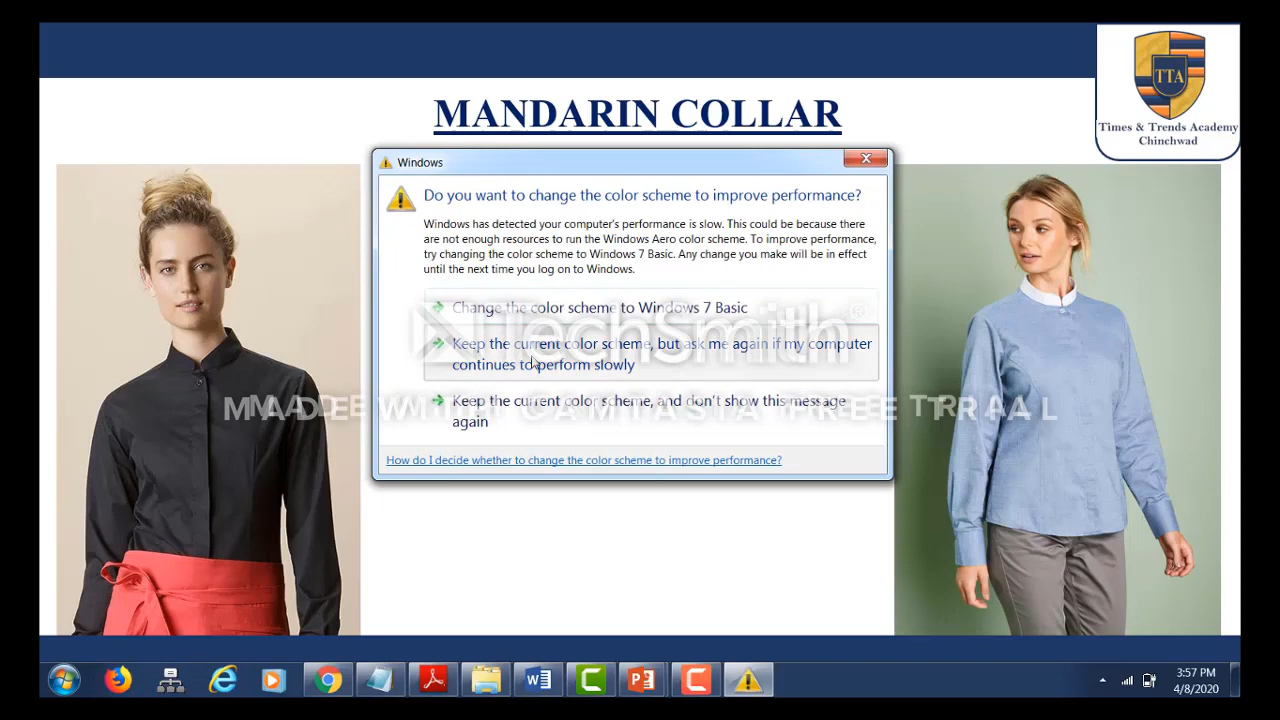 MANDARIN COLLAR
TTA
Times & Trends Academy
Chinchwad
Windows
Do you want to change the color scheme to improve performance?
Windows has detected your computer's performance is slow. This could be because there
are not enough resources to run the Windows Aero color scheme. To improve performance,
try changing the color scheme to Windows 7 Basic. Any change you make will be in effect
until the next time you log on to Windows.
Change the color scheme to Windows 7 Basic
TechSmith®
Keep the current color scheme, but ask me again if my computer
continues to perform slowly
Keep the current color scheme, and don't show this message
again
MADE WITH CAMTASIA FREE TRIAL
How do I decide whether to change the color scheme to improve performance?
3:57 PM
4/8/2020